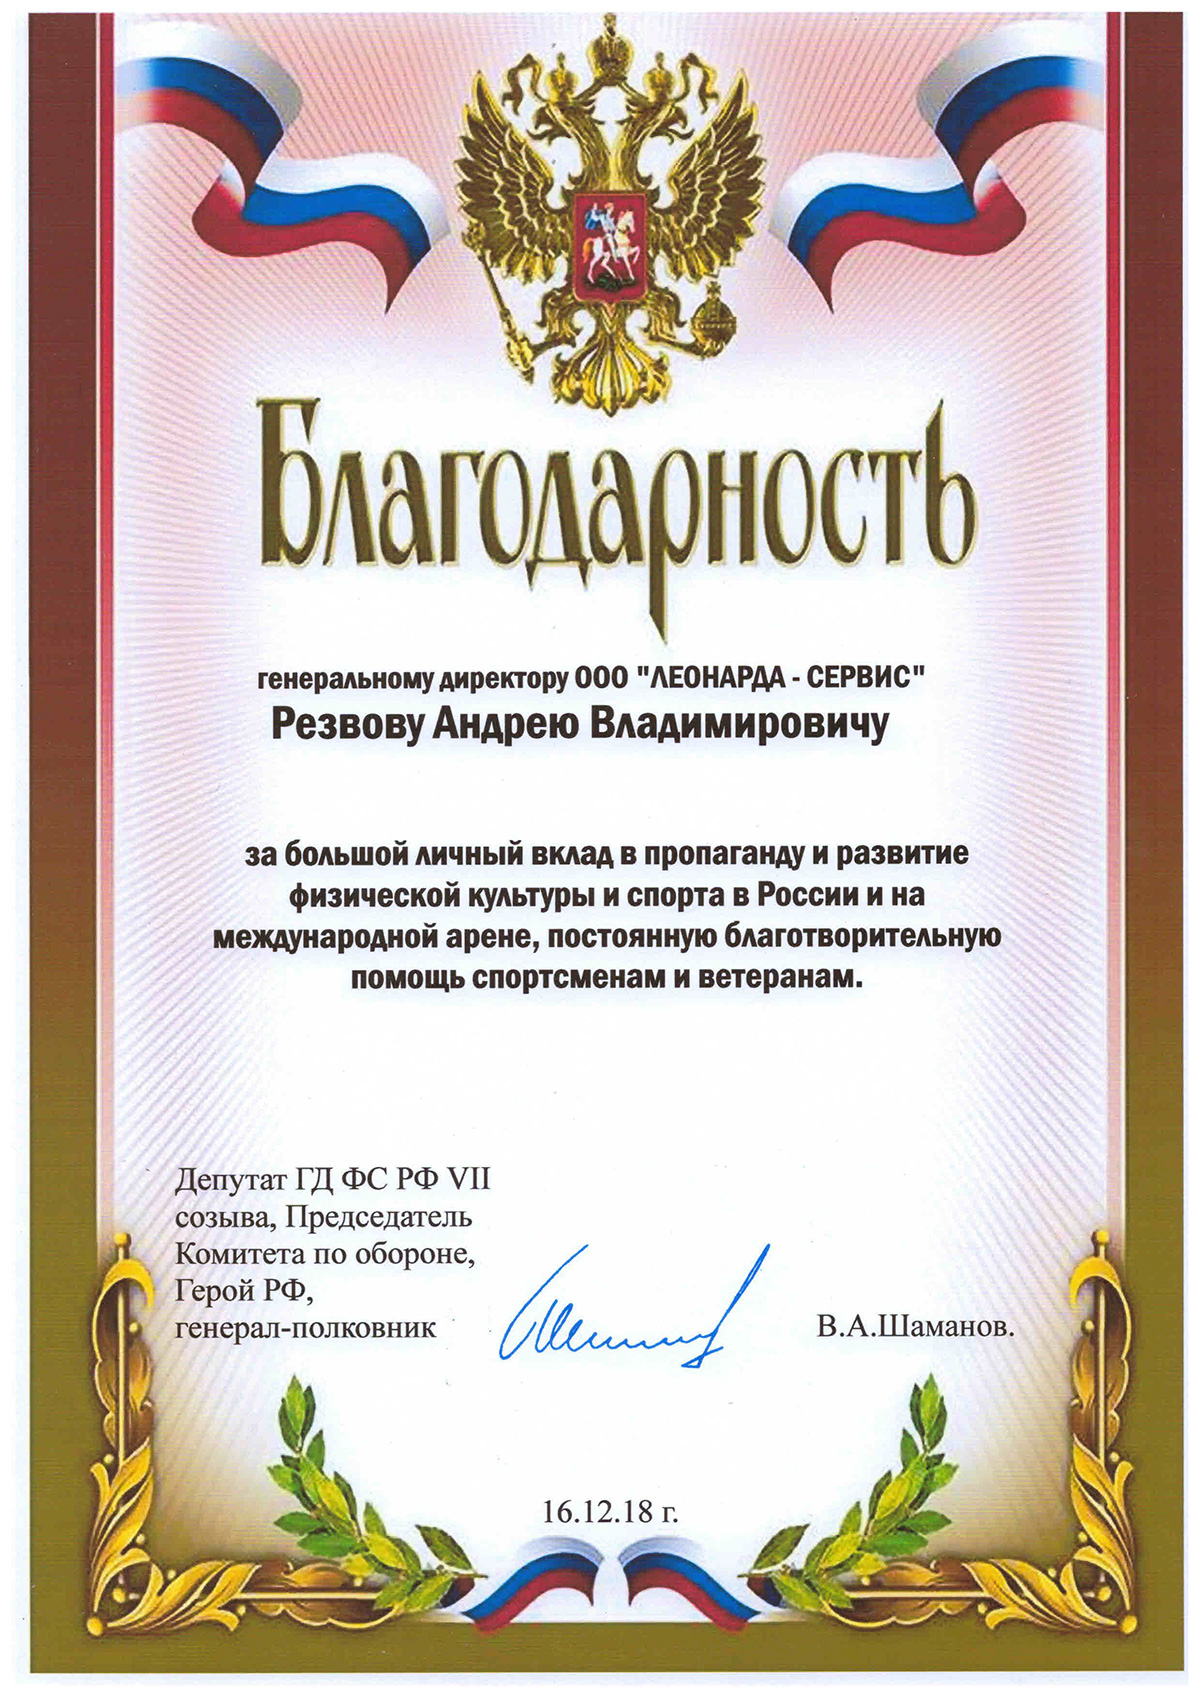 Благодарность
генеральному директору ООО "ЛЕОНАРДА - СЕРВИС"
Резвову Андрею Владимировичу
за большой личный вклад в пропаганду и развитие
физической культуры и спорта в России и на
международной арене, постоянную благотворительную
помощь спортсменам и ветеранам.
Депутат ГД ФС РФ VII
созыва, Председатель
Комитета по обороне,
Герой РФ,
генерал-полковник
В.А.Шаманов.
16.12.18 г.